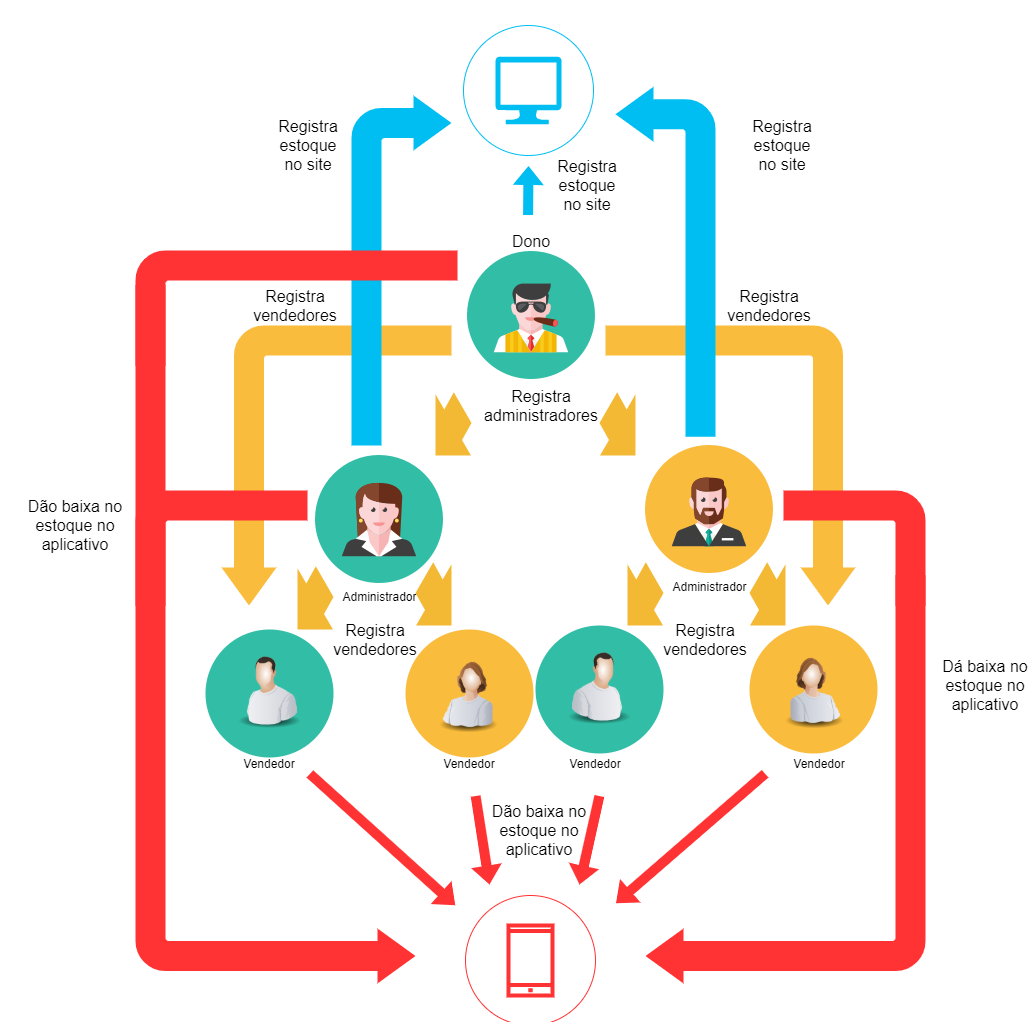 Registra
estoque
no site
Registra
estoque
no site
Registra
estoque
no site
Dono
Registra
vendedores
Registra
vendedores
Registra
administradores
Dão baixa no
estoque no
aplicativo
Administrador
Administrador
Registra
vendedores
Registra
vendedores
Dá baixa no
estoque no
aplicativo
Vendedor
Vendedor
Vendedor
Vendedor
Dão baixa no
estoque no
aplicativo